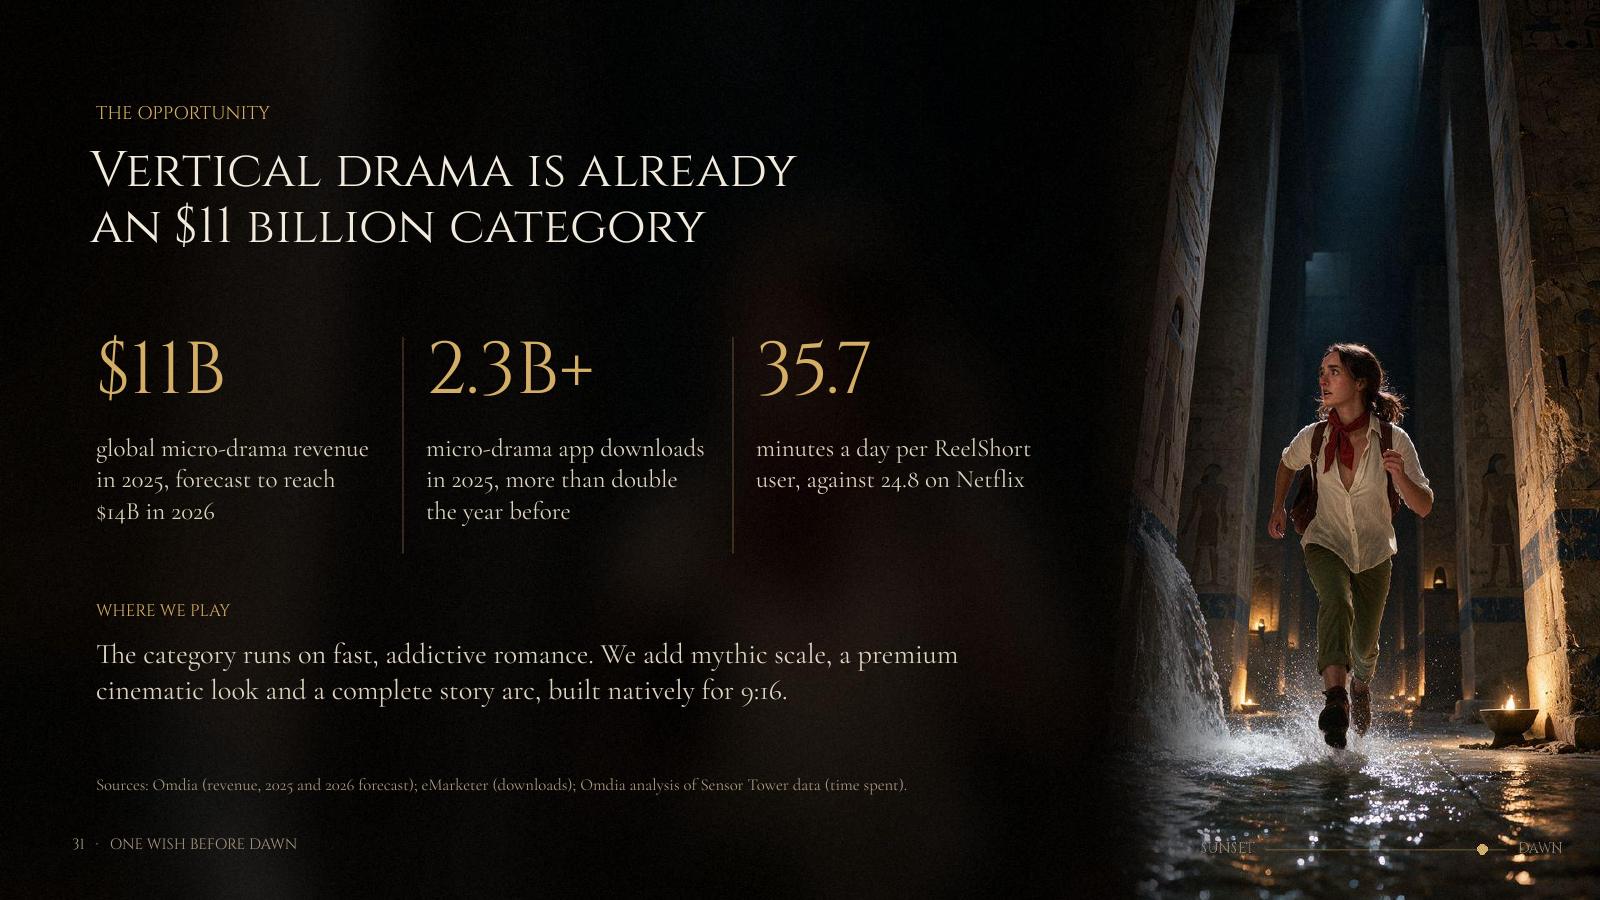 THE OPPORTUNITY
VERTICAL DRAMA IS ALREADY
AN $11 BILLION CATEGORY
$11B
global micro-drama revenue
in 2025, forecast to reach
$14B in 2026
2.3B+
micro-drama app downloads
in 2025, more than double
the year before
35.7
minutes a day per ReelShort
user, against 24.8 on Netflix
WHERE WE PLAY
The category runs on fast, addictive romance. We add mythic scale, a premium
cinematic look and a complete story arc, built natively for 9:16.
Sources: Omdia (revenue, 2025 and 2026 forecast); eMarketer (downloads); Omdia analysis of Sensor Tower data (time spent).
31 · ONE WISH BEFORE DAWN
SUNSET DAWN